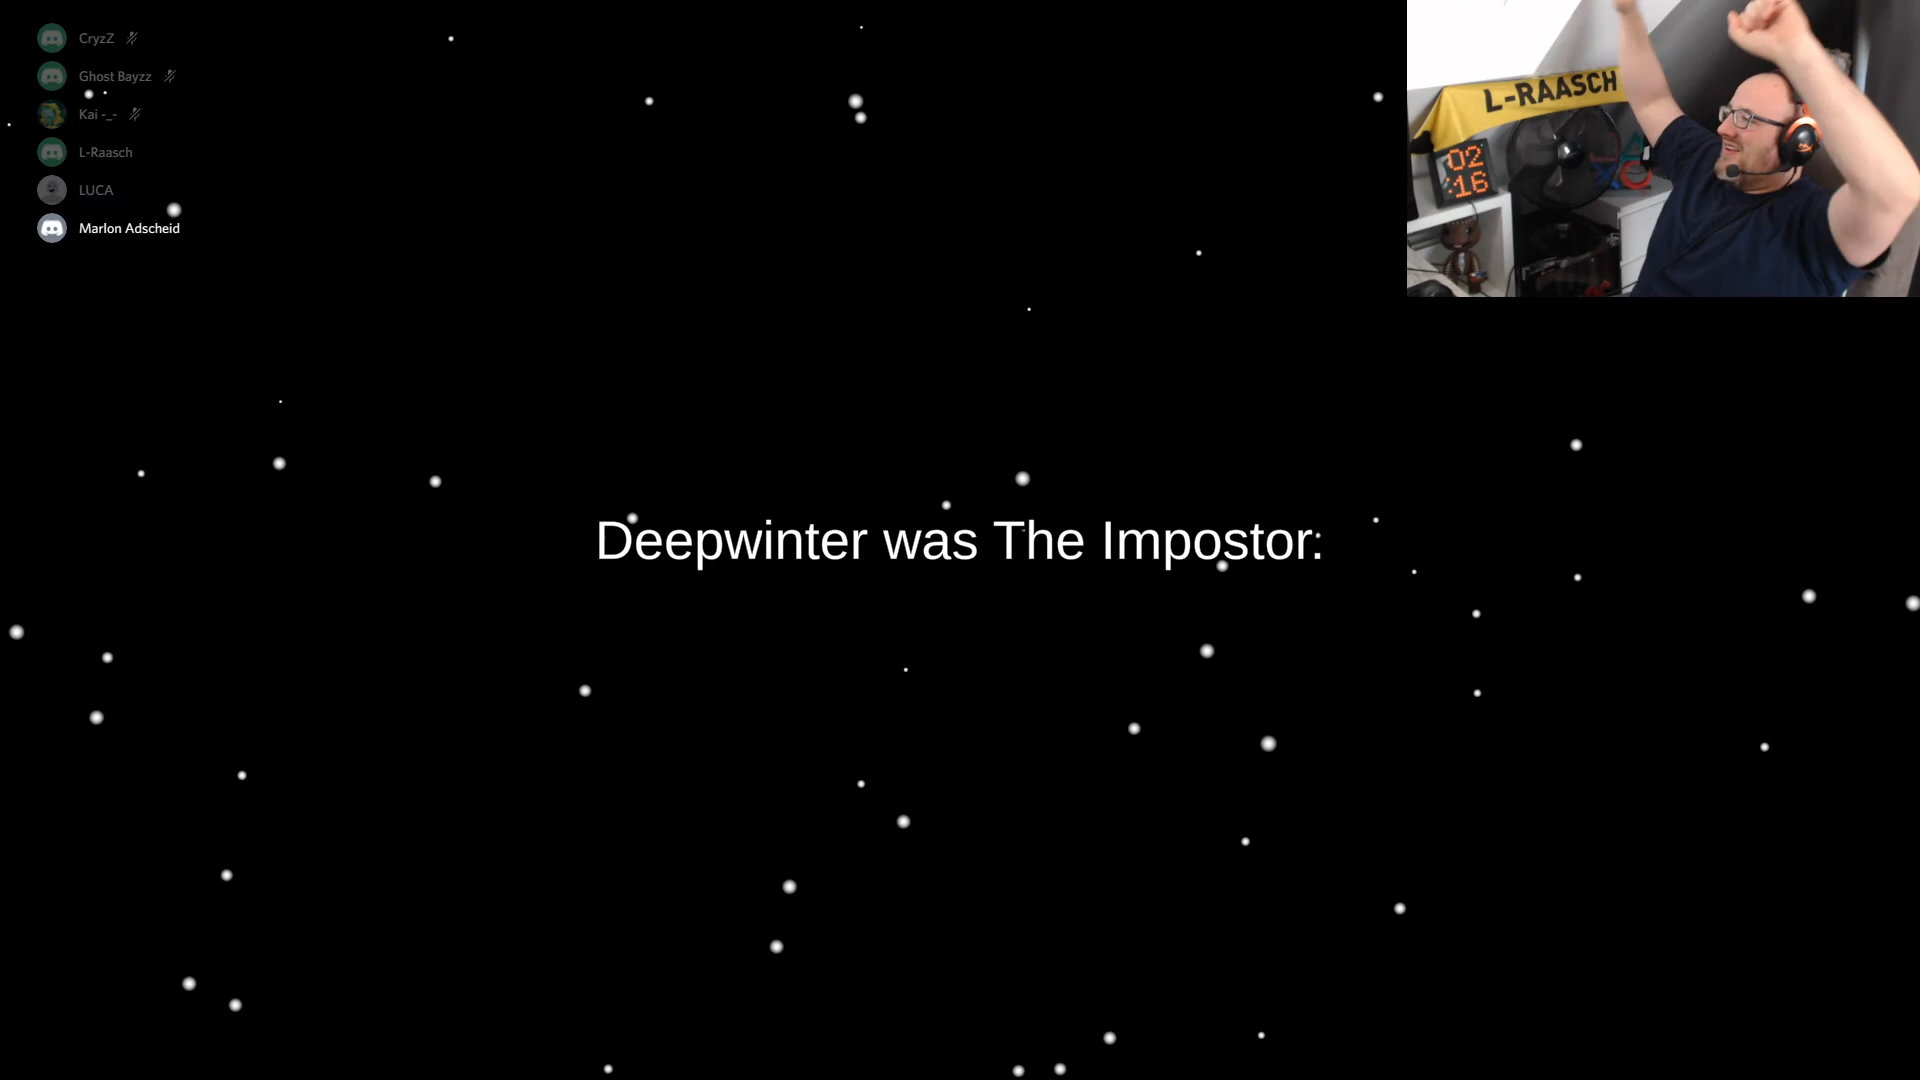 CryzZ
Ghost Bayzz
Kai -_-
L-Raasch
LUCA
Marlon Adscheid
L-RAASCH
02
16
Deepwinter was The Impostor: